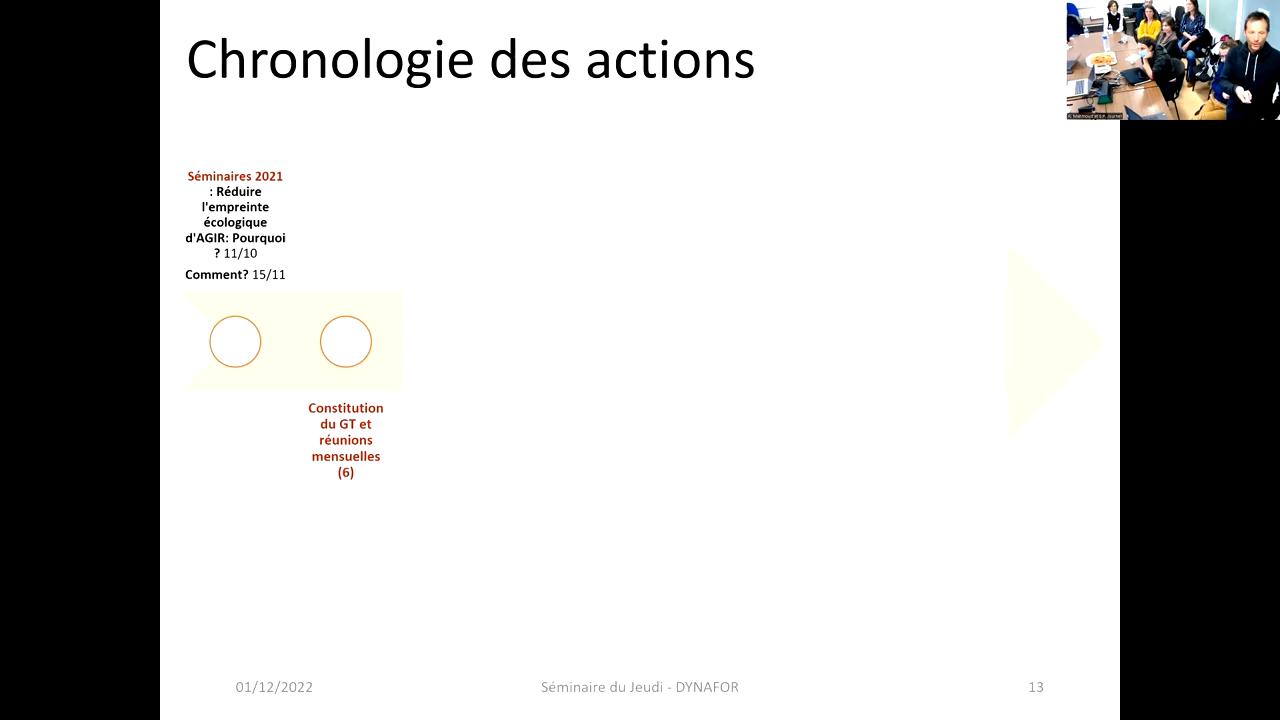 Chronologie des actions
Séminaires 2021
: Réduire
l'empreinte
écologique
d'AGIR: Pourquoi
? 11/10
Comment? 15/11
Constitution
du GT et
réunions
mensuelles
(6)
01/12/2022
Séminaire du Jeudi - DYNAFOR
13